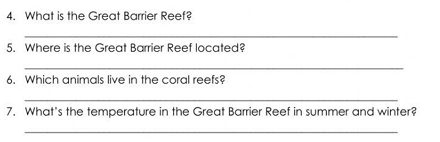 4. What is the Great Barrier Reef?
5. Where is the Great Barrier Reef located?
6. Which animals live in the coral reefs?
7. What's the temperature in the Great Barrier Reef in summer and winter?